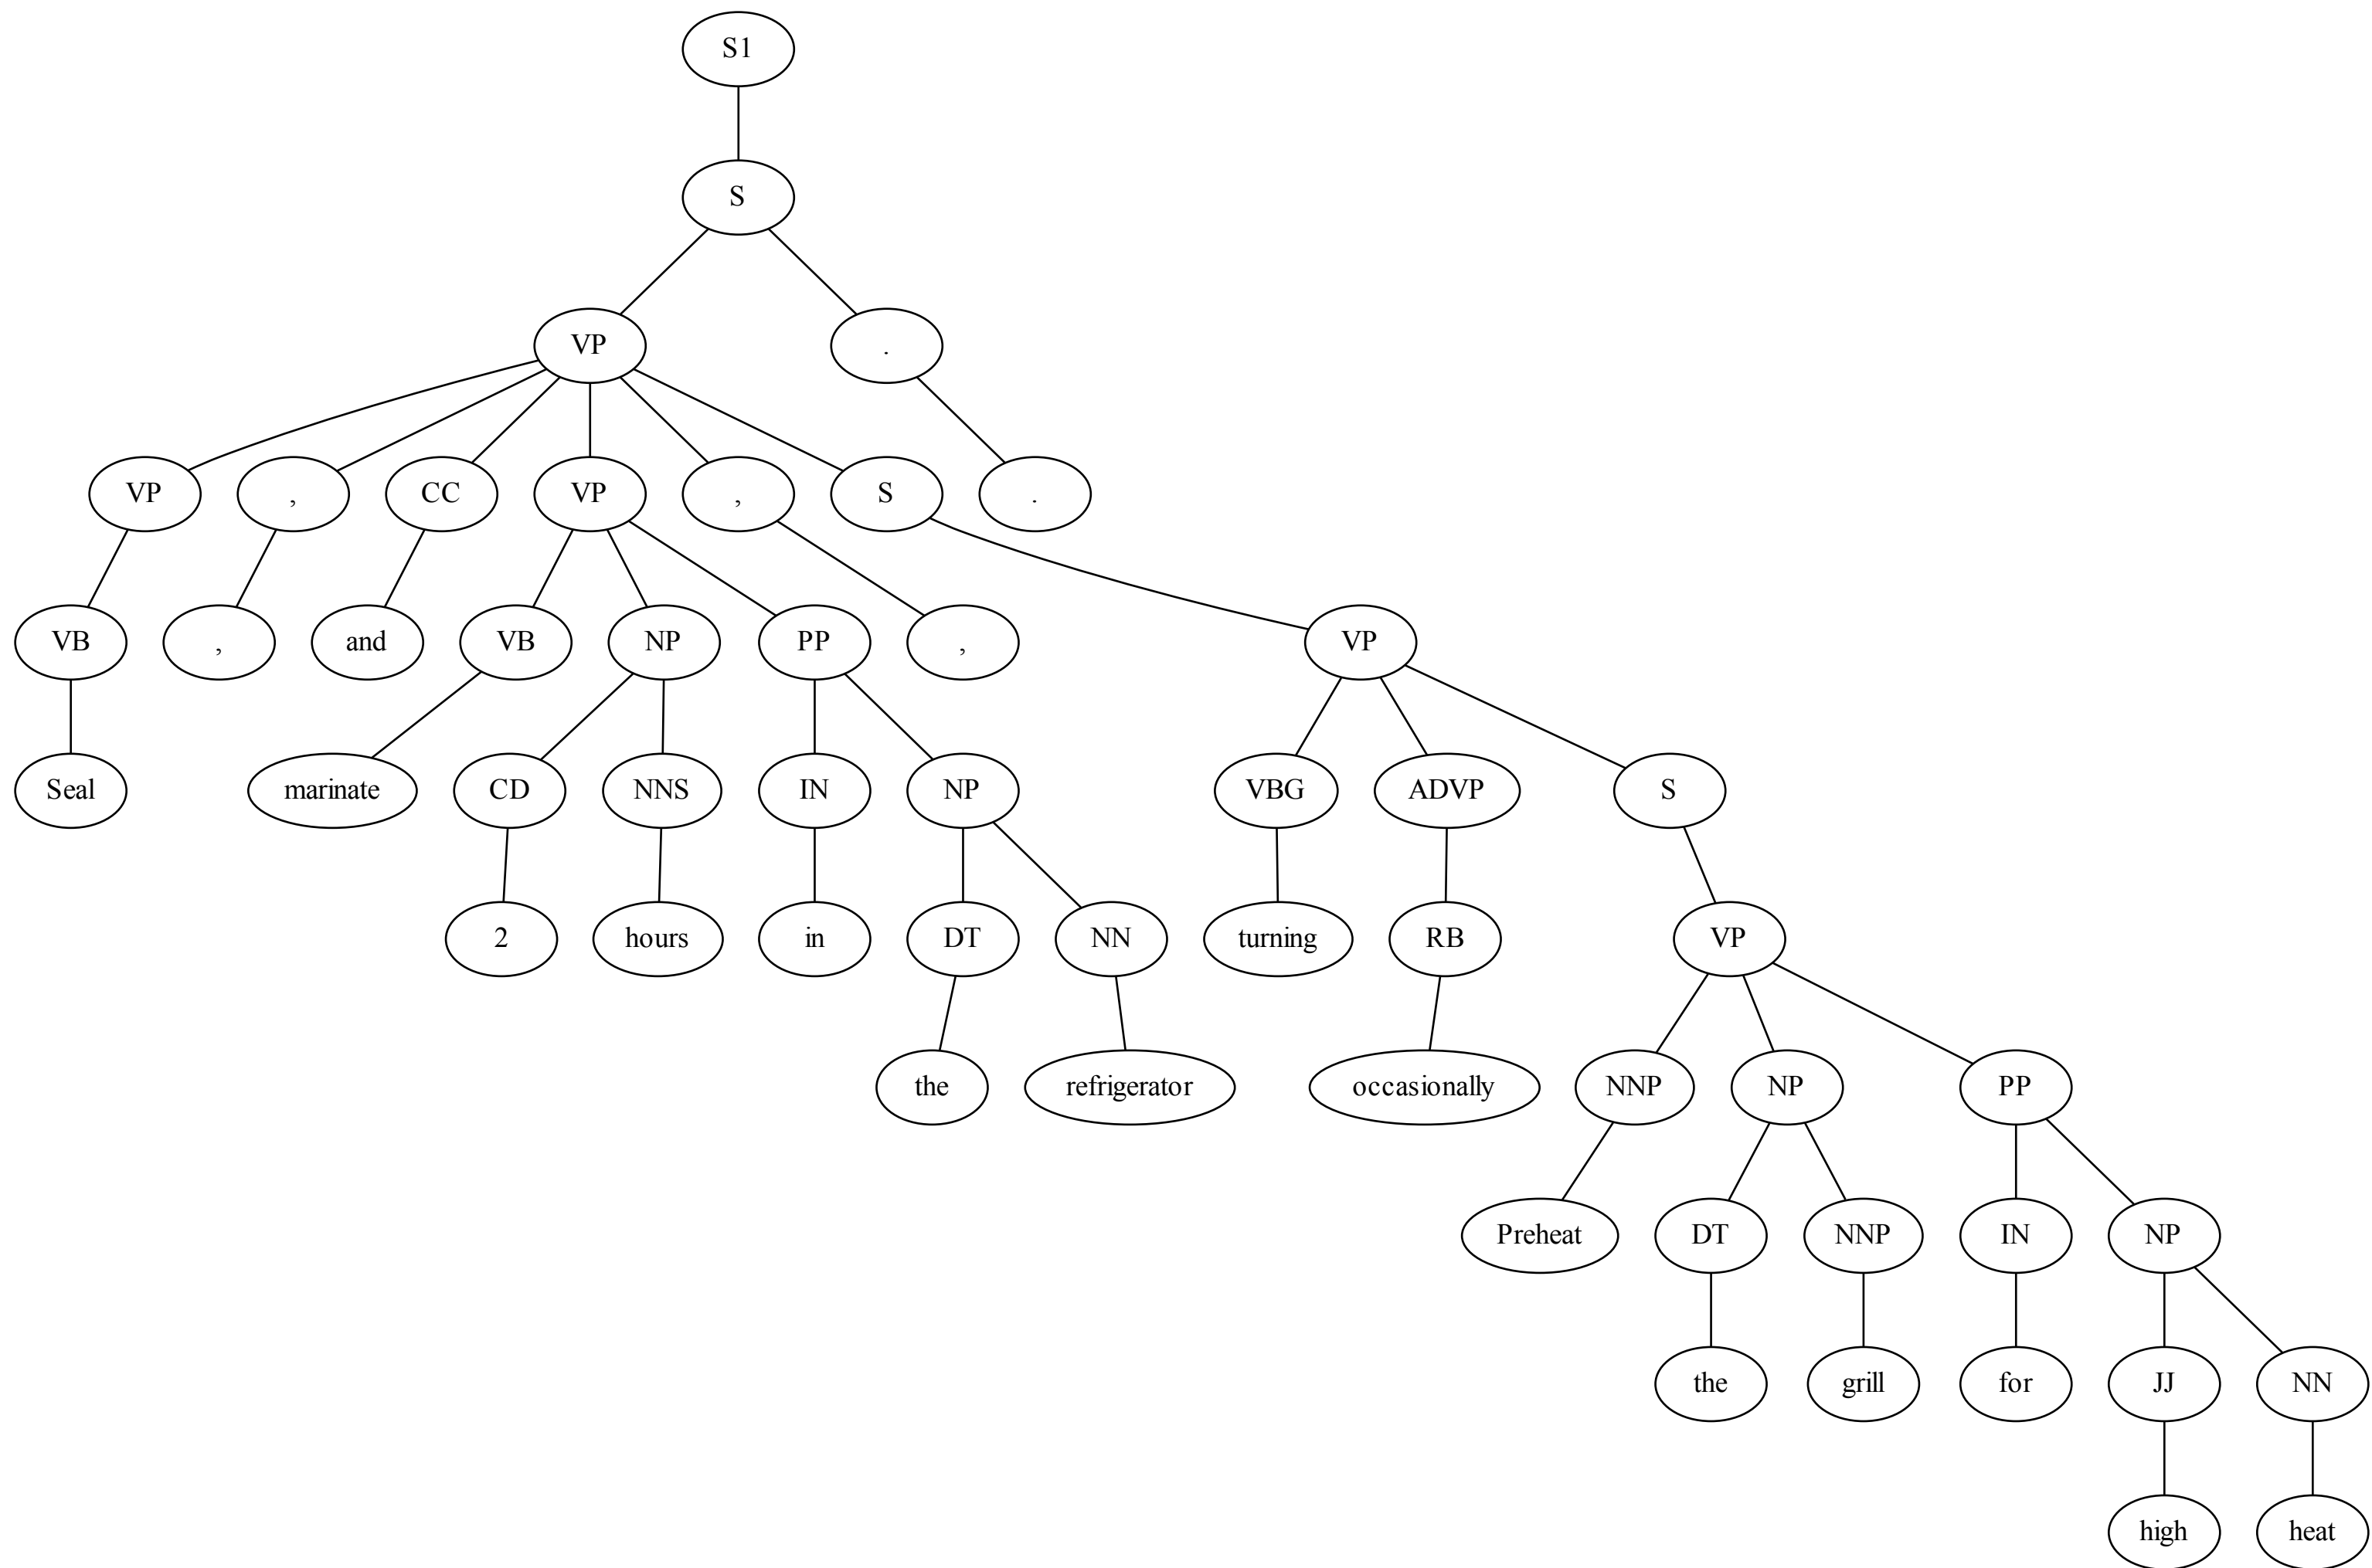 S1
S
VP .
VP , CC VP , S .
VB , and VB NP PP , VP
Seal marinate CD NNS IN NP VBG ADVP S
2 hours in DT NN turning RB VP
the refrigerator occasionally NNP NP PP
Preheat DT NNP IN NP
the grill for JJ NN
high heat